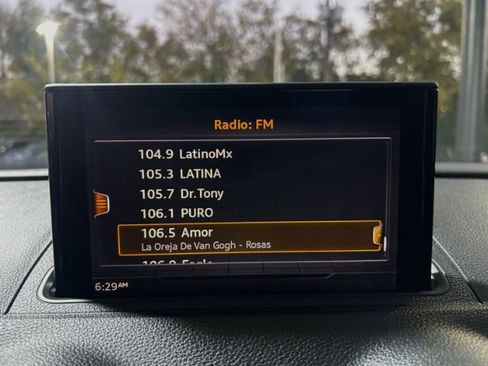 Radio: FM
104.9 LatinoMx
105.3 LATINA
105.7 Dr.Tony
106.1 PURO
106.5 Amor
La Oreja De Van Gogh - Rosas
6:29AM